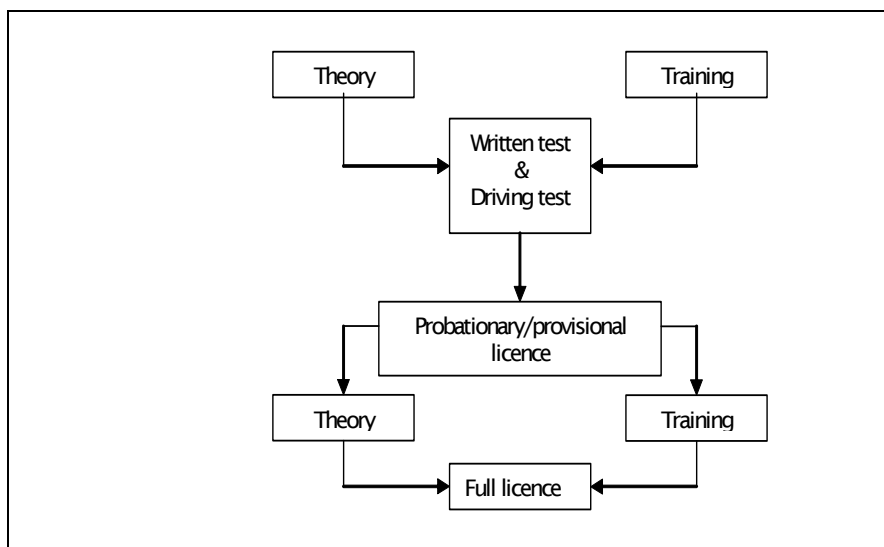 Theory
Training
Written test
&
Driving test
Probationary/provisional
licence
Theory
Training
Full licence